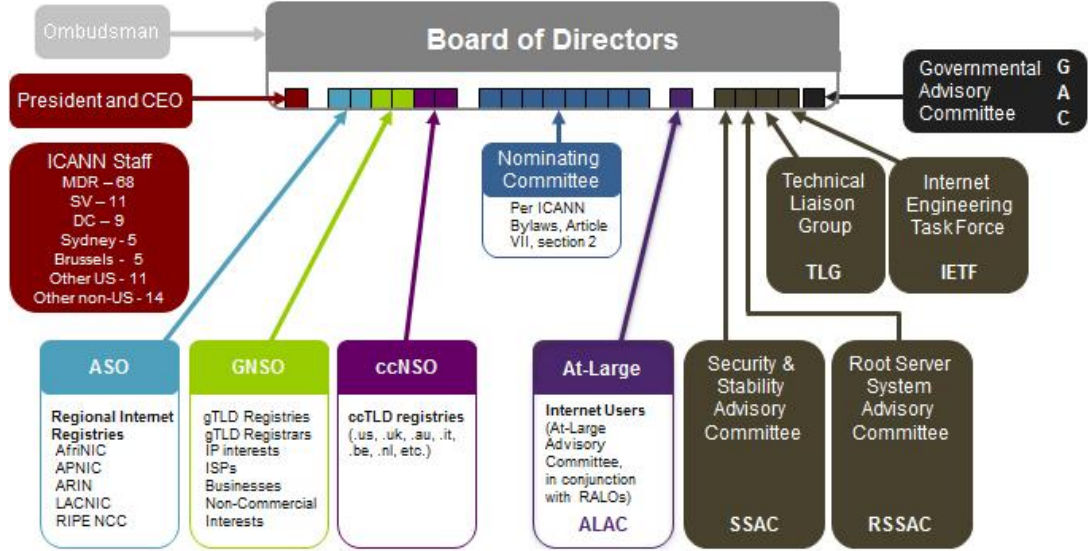 Ombudsman
Board of Directors
President and CEO
Governmental G
Advisory A
Committee C
ICANN Staff
MDR – 68
SV – 11
DC – 9
Sydney - 5
Brussels - 5
Other US - 11
Other non-US - 14
Nominating
Committee
Per ICANN
Bylaws, Article
VII, section 2
Technical
Liaison
Group
TLG
Internet
Engineering
Task Force
IETF
ASO
Regional Internet
Registries
AfriNIC
APNIC
ARIN
LACNIC
RIPE NCC
GNSO
gTLD Registries
gTLD Registrars
IP interests
ISPs
Businesses
Non-Commercial
Interests
ccNSO
ccTLD registries
(.us, .uk, .au, .it,
.be, .nl, etc.)
At-Large
Internet Users
(At-Large
Advisory
Committee,
in conjunction
with RALOs)
ALAC
Security &
Stability
Advisory
Committee
SSAC
Root Server
System
Advisory
Committee
RSSAC